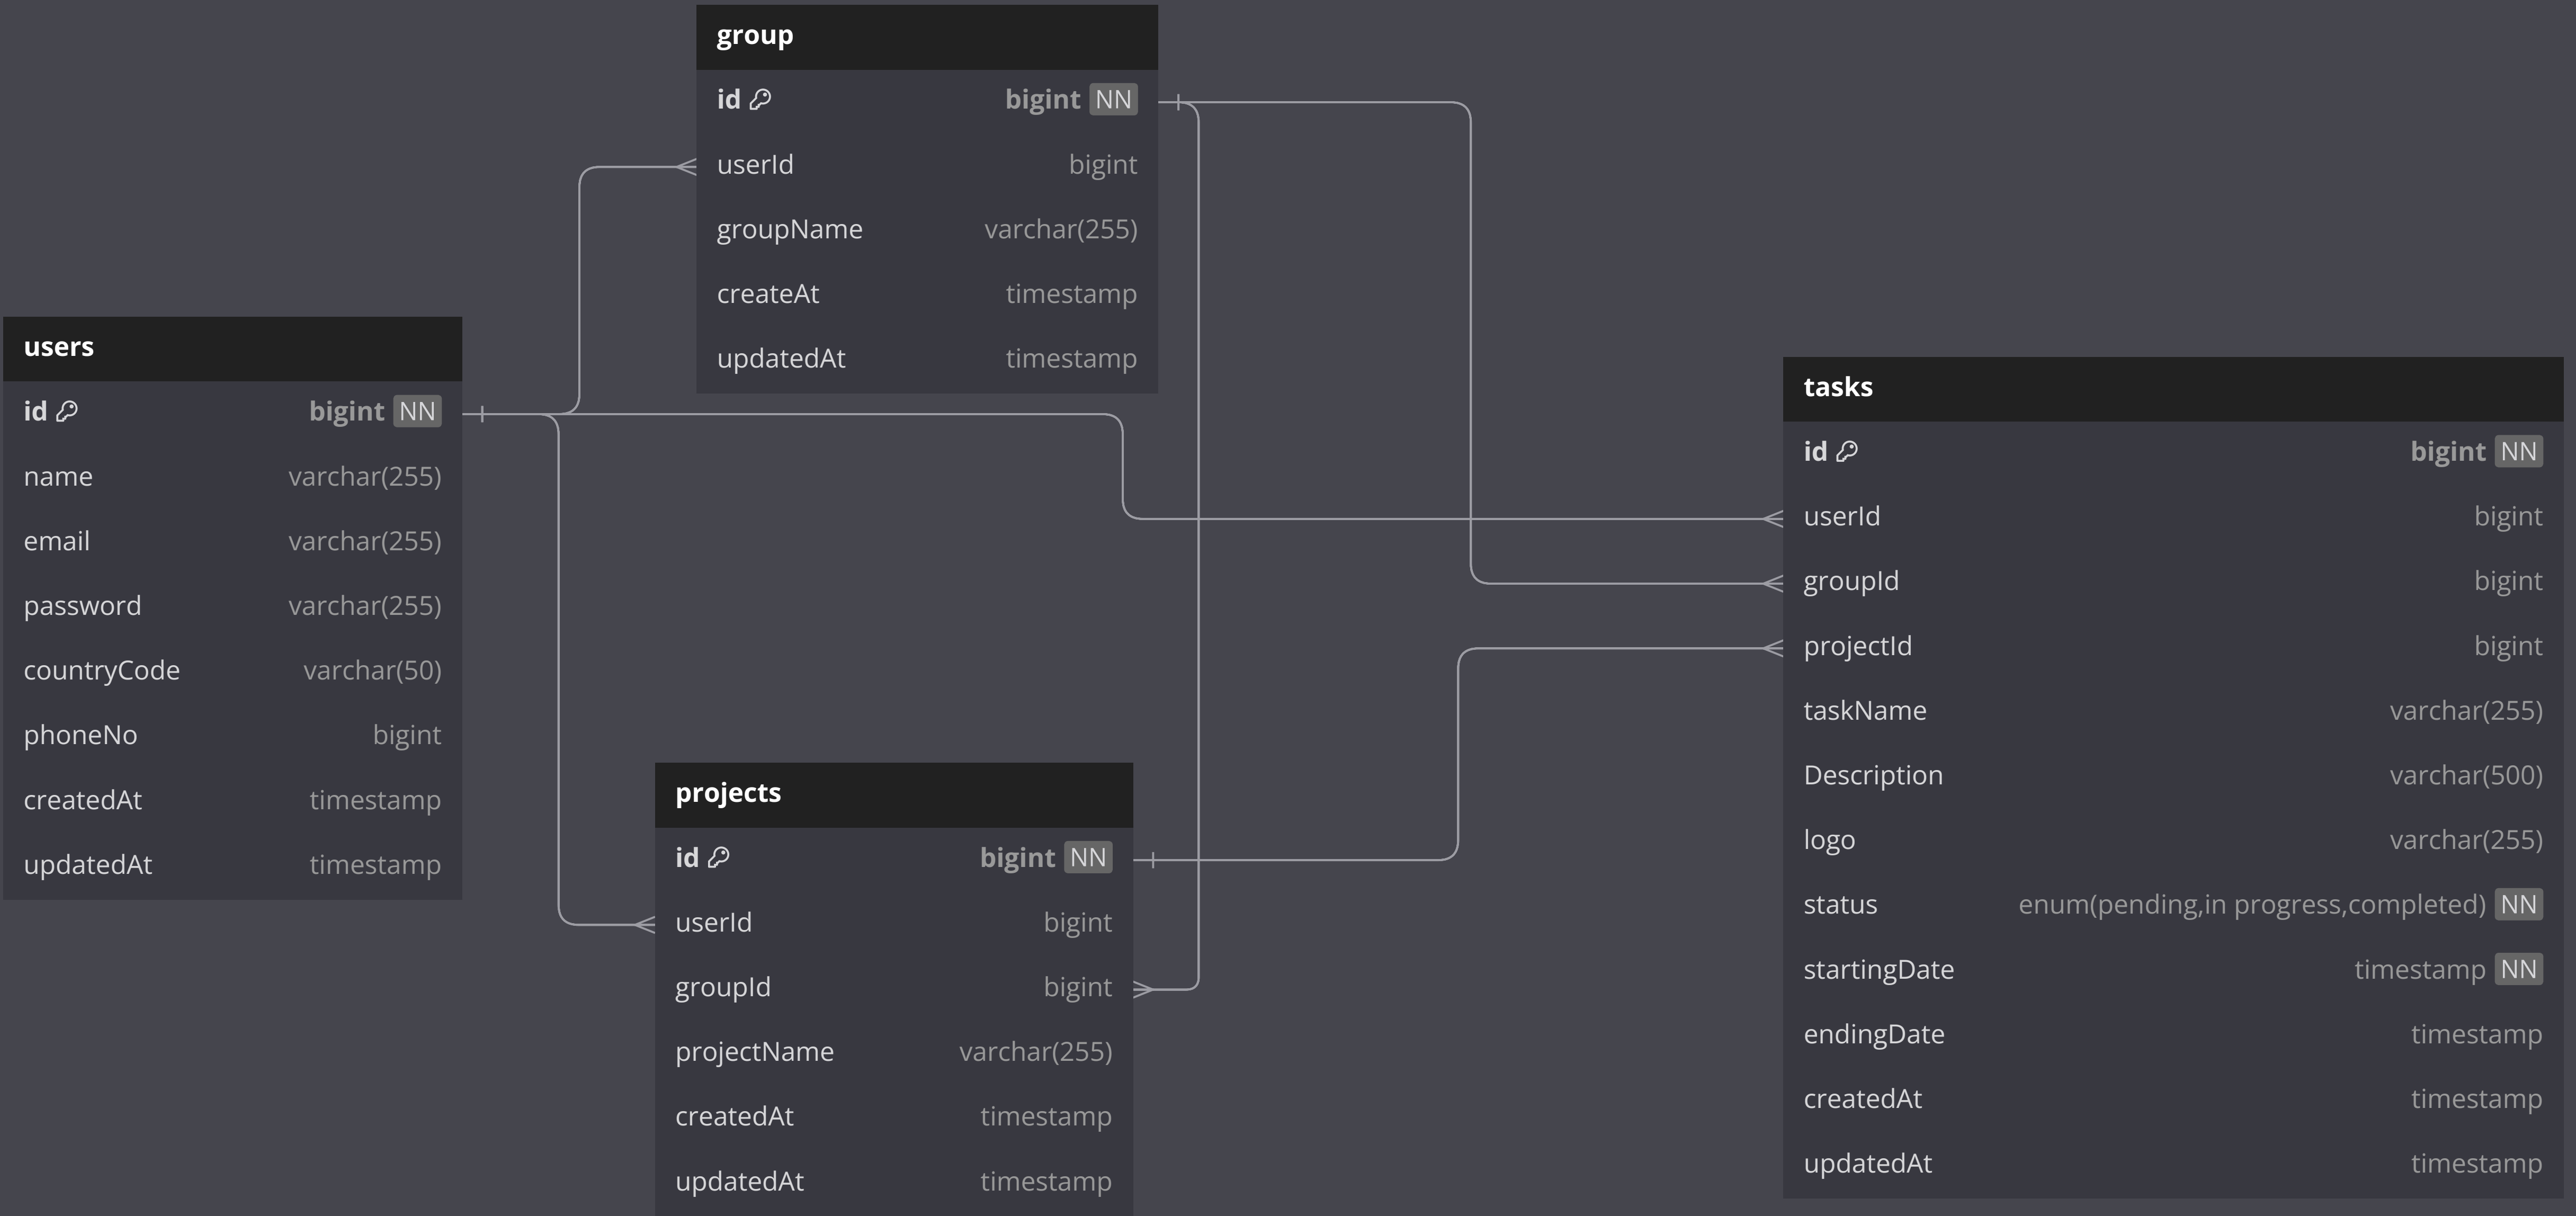 group
id bigint NN
userId bigint
groupName varchar(255)
createAt timestamp
updatedAt timestamp
users
id bigint NN
name varchar(255)
email varchar(255)
password varchar(255)
countryCode varchar(50)
phoneNo bigint
createdAt timestamp
updatedAt timestamp
projects
id bigint NN
userId bigint
groupId bigint
projectName varchar(255)
createdAt timestamp
updatedAt timestamp
tasks
id bigint NN
userId bigint
groupId bigint
projectId bigint
taskName varchar(255)
Description varchar(500)
logo varchar(255)
status enum(pending,in progress,completed) NN
startingDate timestamp NN
endingDate timestamp
createdAt timestamp
updatedAt timestamp